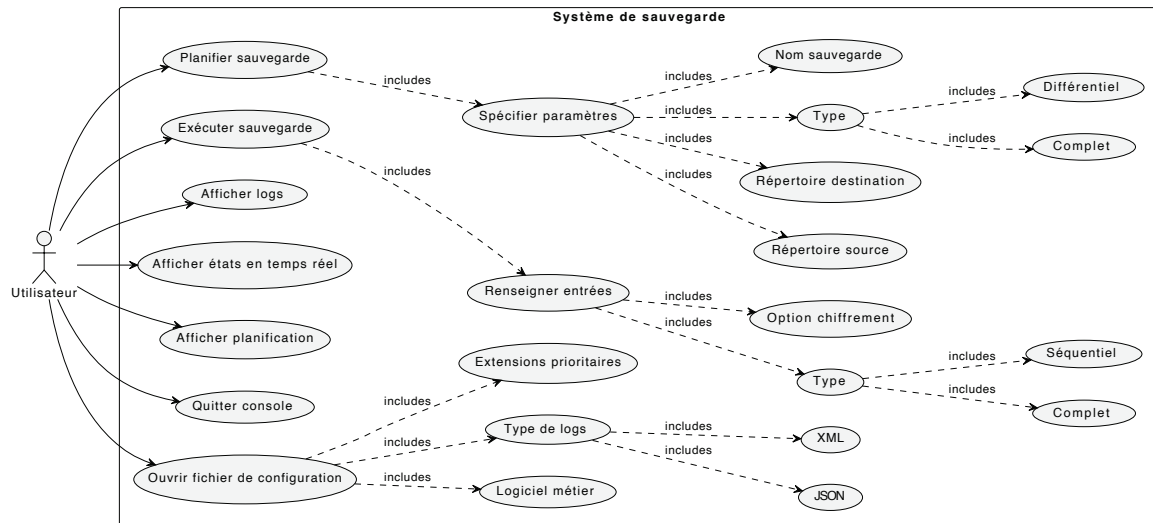 Système de sauvegarde
Planifier sauvegarde
includes
Spécifier paramètres
includes
Nom sauvegarde
includes
Type
includes
Différentiel
includes
Complet
includes
Répertoire destination
includes
Répertoire source
Exécuter sauvegarde
includes
Renseigner entrées
includes
Option chiffrement
includes
Type
includes
Séquentiel
includes
Complet
Afficher logs
Afficher états en temps réel
Utilisateur
Afficher planification
Quitter console
Ouvrir fichier de configuration
includes
Extensions prioritaires
includes
Type de logs
includes
XML
includes
JSON
includes
Logiciel métier